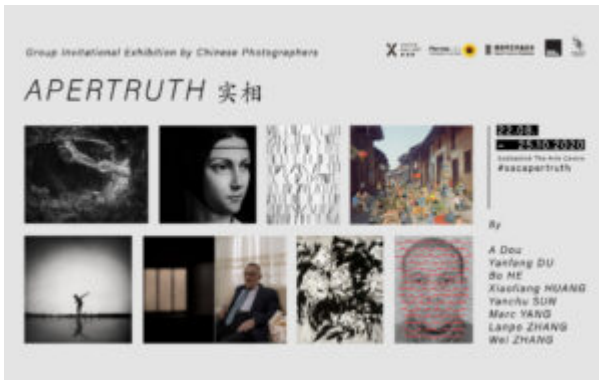 Group Invitational Exhibition by Chinese Photographers
APERTRUTH 实相
22.08.
- 25.10.2020
#sacapertruth
By
A Dou
Yanfang DU
Bo HE
Xiaoliang HUANG
Yanchu SUN
Marc YANG
Lanpo ZHANG
Wei ZHANG